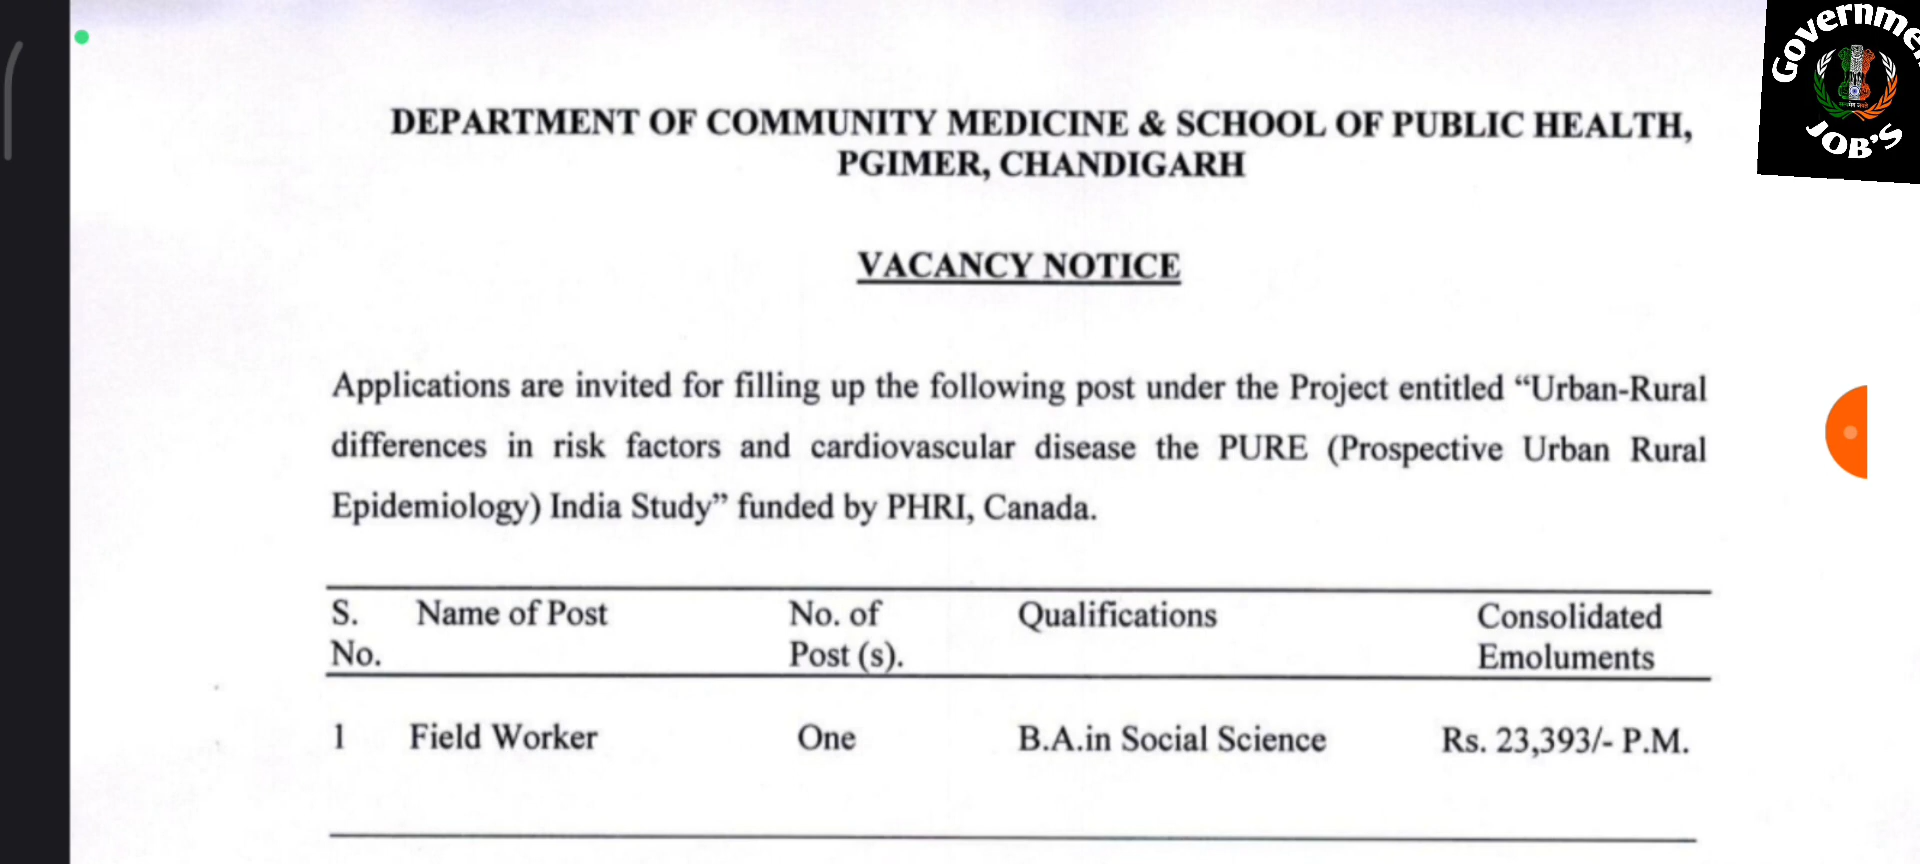 DEPARTMENT OF COMMUNITY MEDICINE & SCHOOL OF PUBLIC HEALTH,
PGIMER, CHANDIGARH
VACANCY NOTICE
Applications are invited for filling up the following post under the Project entitled “Urban-Rural
differences in risk factors and cardiovascular disease the PURE (Prospective Urban Rural
Epidemiology) India Study” funded by PHRI, Canada.
S. No. Name of Post No. of Post (s). Qualifications Consolidated Emoluments
1 Field Worker One B.A.in Social Science Rs. 23,393/- P.M.
JOB'S